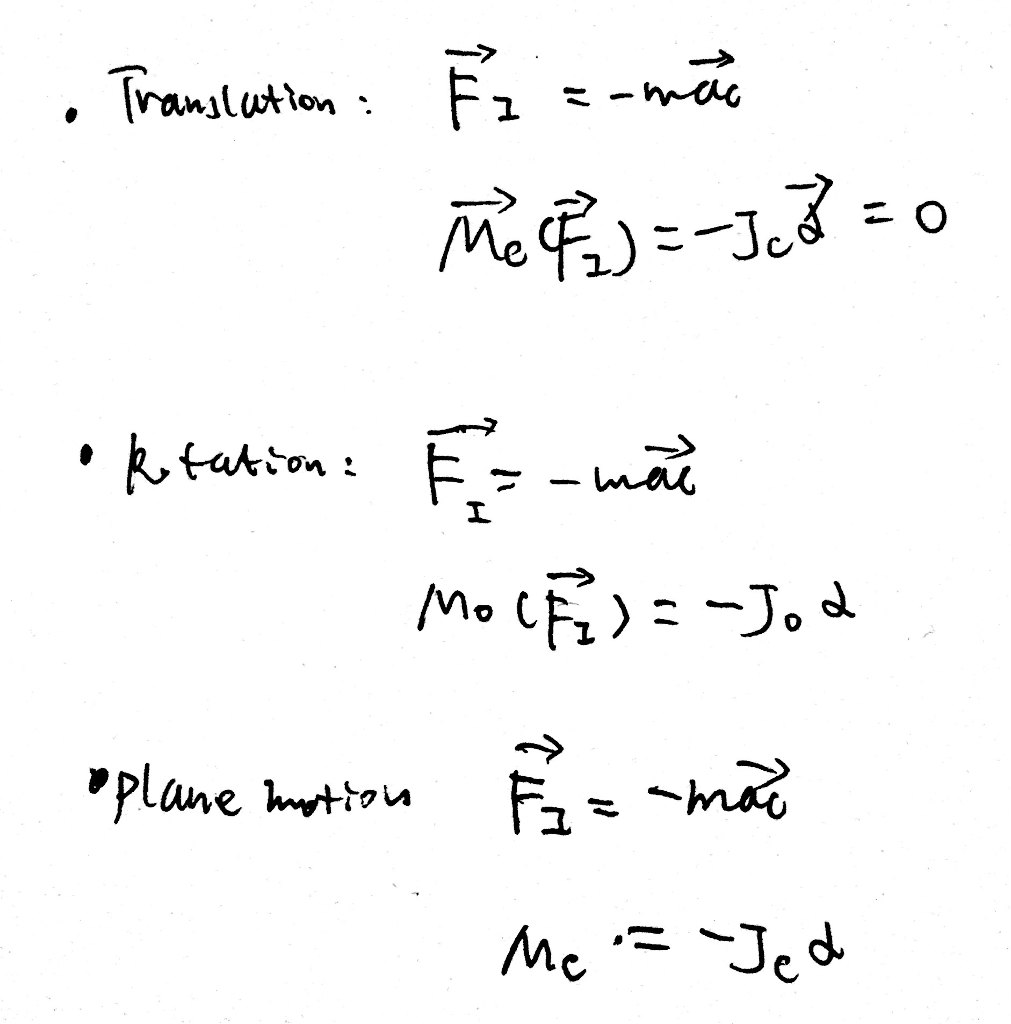 • Translation: $\vec{F_I} = -m\vec{a_c}$
$\vec{M_c}(\vec{F_I}) = -J_c\vec{\alpha} = 0$
• Rotation: $\vec{F_I} = -m\vec{a_c}$
$M_o(\vec{F_I}) = -J_o\alpha$
• plane motion $\vec{F_I} = -m\vec{a_c}$
$M_c = -J_c\alpha$